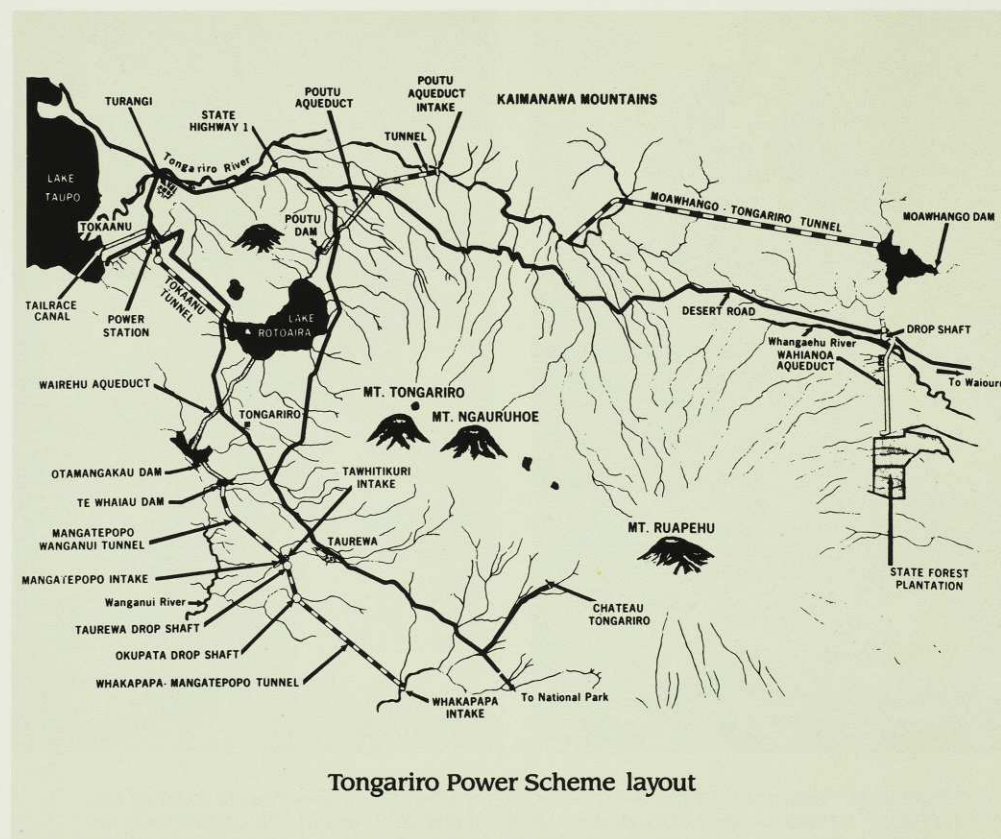 TURANGI
STATE
HIGHWAY 1
POUTU
AQUEDUCT
POUTU
AQUEDUCT
INTAKE
KAIMANAWA MOUNTAINS
TUNNEL
Tongariro River
LAKE
TAUPO
TOKAANU
POUTU
DAM
MOAWHANGO - TONGARIRO TUNNEL
MOAWHANGO DAM
TAILRACE
CANAL
POWER
STATION
TOKAANU
TUNNEL
LAKE
ROTOAIRA
DESERT ROAD
DROP SHAFT
Whangaehu River
WAHIANOA
AQUEDUCT
To Waiouru
WAIREHU AQUEDUCT
TONGARIRO
MT. TONGARIRO
MT. NGAURUHOE
OTAMANGAKAU DAM
TAWHITIKURI
INTAKE
TE WHAIAU DAM
MANGATEPOPO
WANGANUI TUNNEL
TAUREWA
MT. RUAPEHU
MANGATEPOPO INTAKE
STATE FOREST
PLANTATION
Wanganui River
CHATEAU
TONGARIRO
TAUREWA DROP SHAFT
OKUPATA DROP SHAFT
WHAKAPAPA- MANGATEPOPO TUNNEL
WHAKAPAPA
INTAKE
To National Park
Tongariro Power Scheme layout